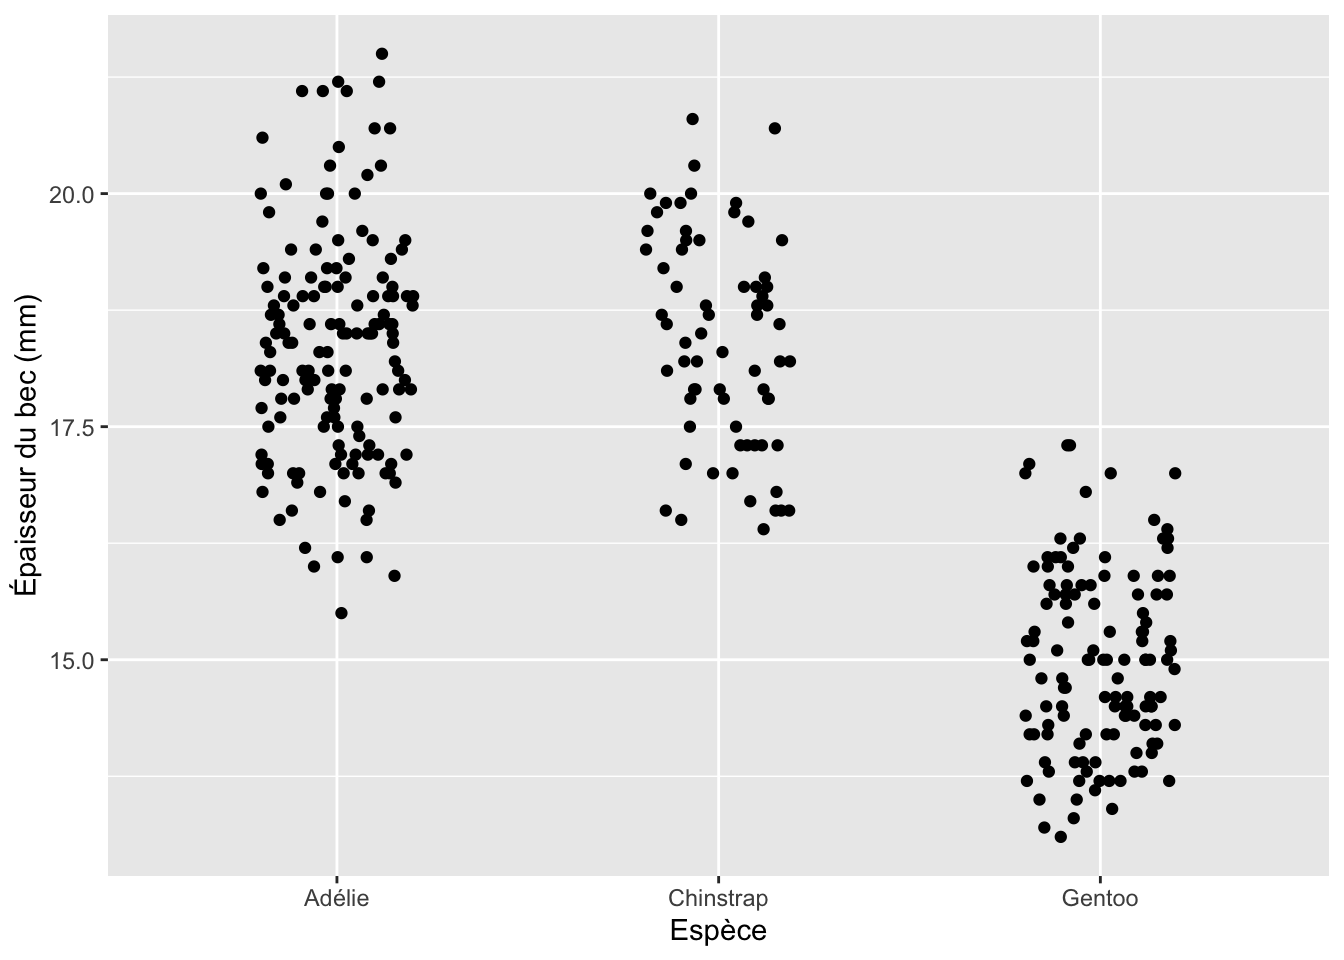 Épaisseur du bec (mm)
20.0
17.5
15.0
Adélie
Chinstrap
Gentoo
Espèce